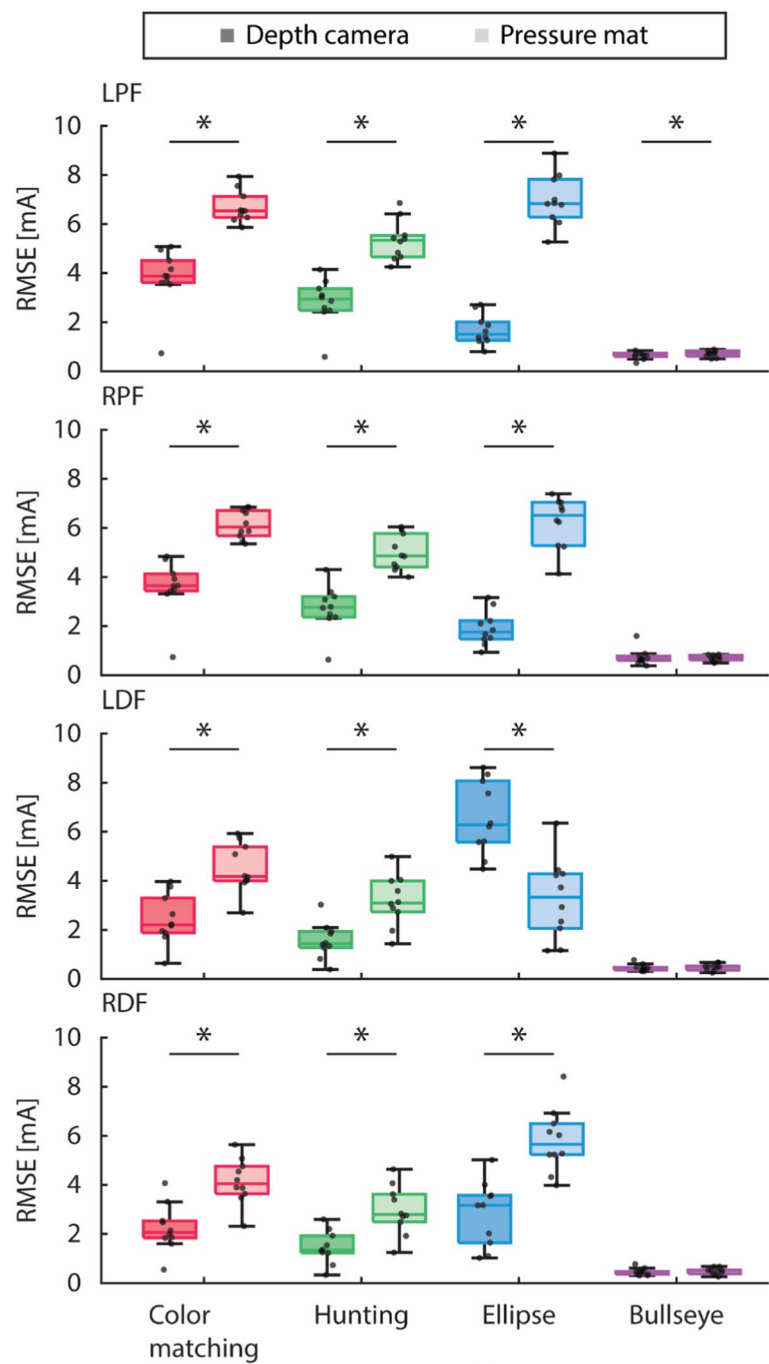 Depth camera Pressure mat
LPF
* * * *
10
8
6
4
2
0
RMSE [mA]
RPF
* * *
10
8
6
4
2
0
RMSE [mA]
LDF
* * *
10
8
6
4
2
0
RMSE [mA]
RDF
* * *
10
8
6
4
2
0
RMSE [mA]
Color Hunting Ellipse Bullseye
matching